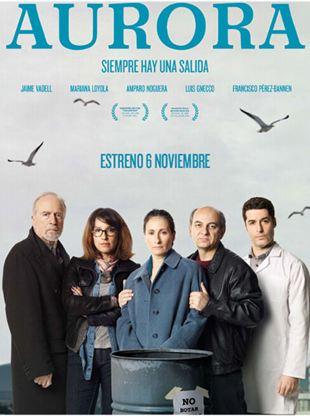 AURORA
SIEMPRE HAY UNA SALIDA
JAIME VADELL MARIANA LOYOLA AMPARO NOGUERA LUIS GNECCO FRANCISCO PÉREZ-BANNEN
ESTRENO 6 NOVIEMBRE
NO
BOTAR